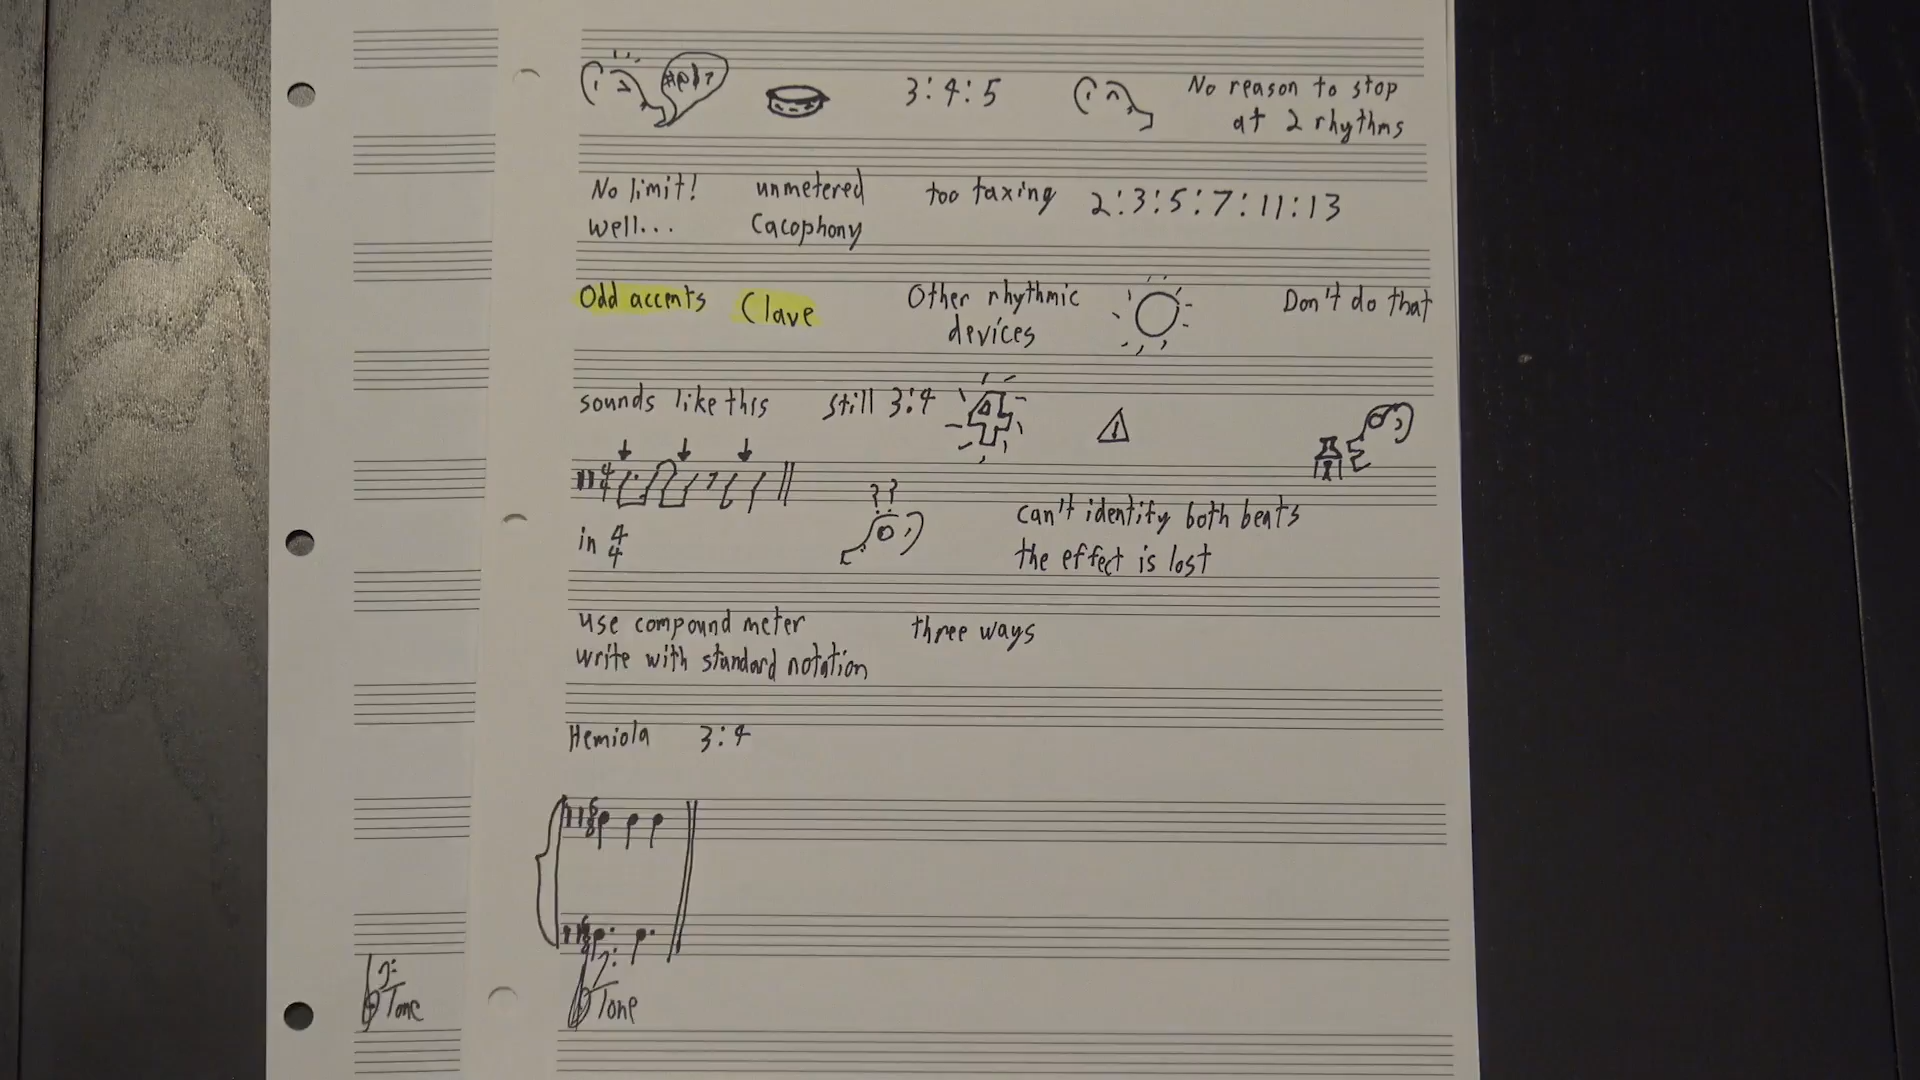 3:4:5
No reason to stop
at 2 rhythms
No limit!
well...
unmetered
Cacophony
too taxing
2:3:5:7:11:13
Odd accents
Clave
Other rhythmic
devices
Don't do that
sounds like this
still 3:4
in 4/4
??
can't identify both beats
the effect is lost
use compound meter
write with standard notation
three ways
Hemiola
3:4
Tone
Tone